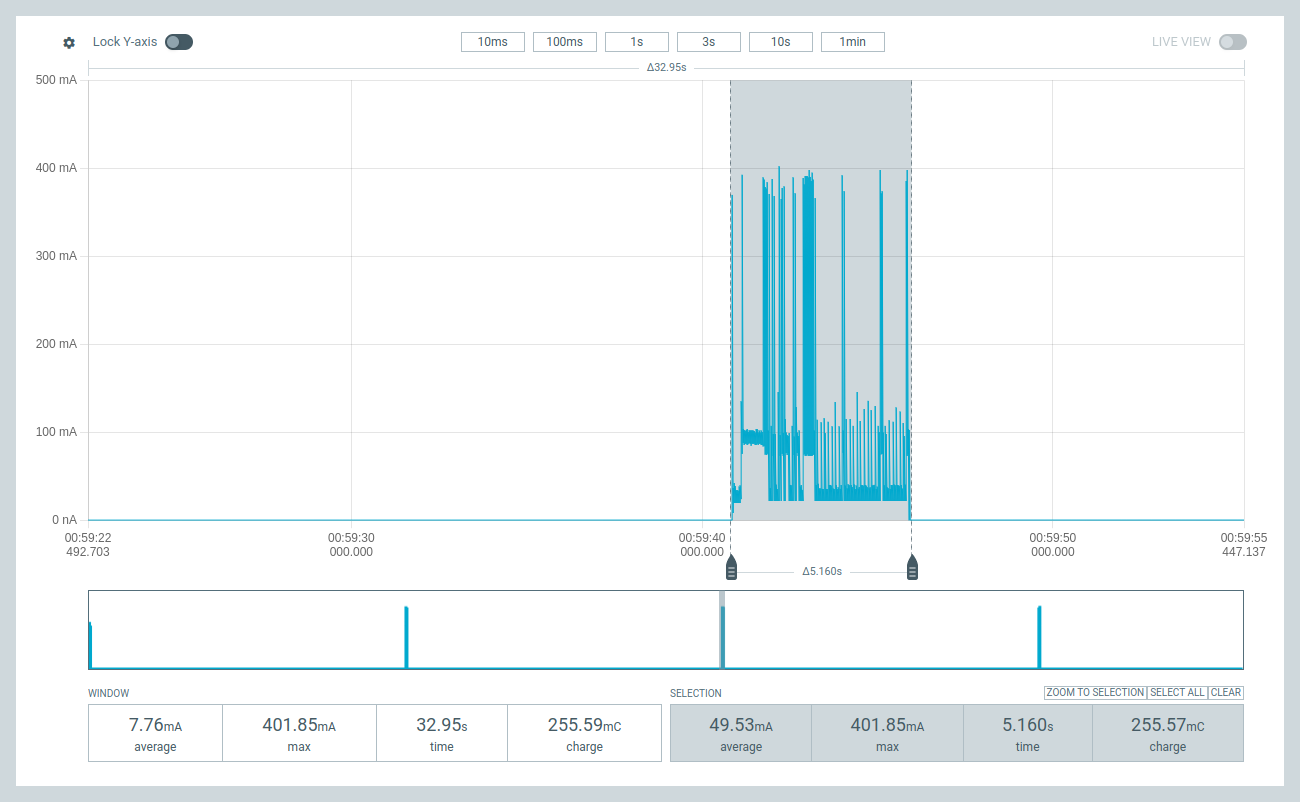 Lock Y-axis 10ms 100ms 1s 3s 10s 1min LIVE VIEW
Δ32.95s
500 mA
400 mA
300 mA
200 mA
100 mA
0 nA
00:59:22 00:59:30 00:59:40 00:59:50 00:59:55
492.703 000.000 000.000 000.000 447.137
Δ5.160s
WINDOW SELECTION ZOOM TO SELECTION SELECT ALL CLEAR
7.76mA 401.85mA 32.95s 255.59mC 49.53mA 401.85mA 5.160s 255.57mC
average max time charge average max time charge